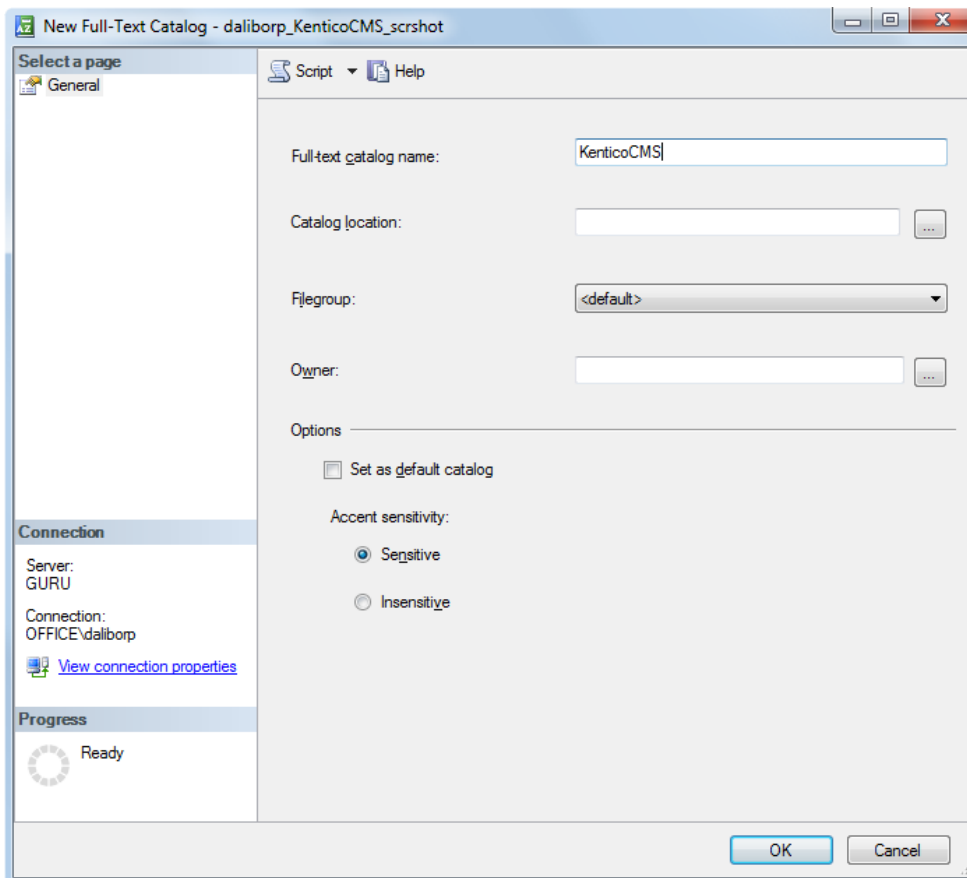 New Full-Text Catalog - daliborp_KenticoCMS_scrshot
Select a page
General
Script
Help
Full-text catalog name:
KenticoCMS
Catalog location:
...
Filegroup:
<default>
Owner:
...
Options
Set as default catalog
Accent sensitivity:
Sensitive
Insensitive
Connection
Server:
GURU
Connection:
OFFICE\daliborp
View connection properties
Progress
Ready
OK
Cancel